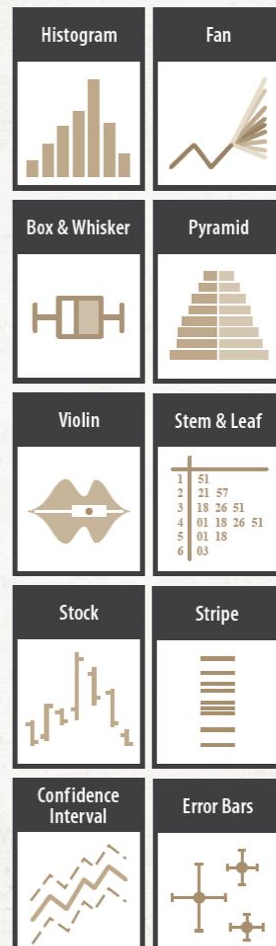 Histogram
Fan
Box & Whisker
Pyramid
Violin
Stem & Leaf
1 51
2 21 57
3 18 26 51
4 01 18 26 51
5 01 18
6 03
Stock
Stripe
Confidence
Interval
Error Bars